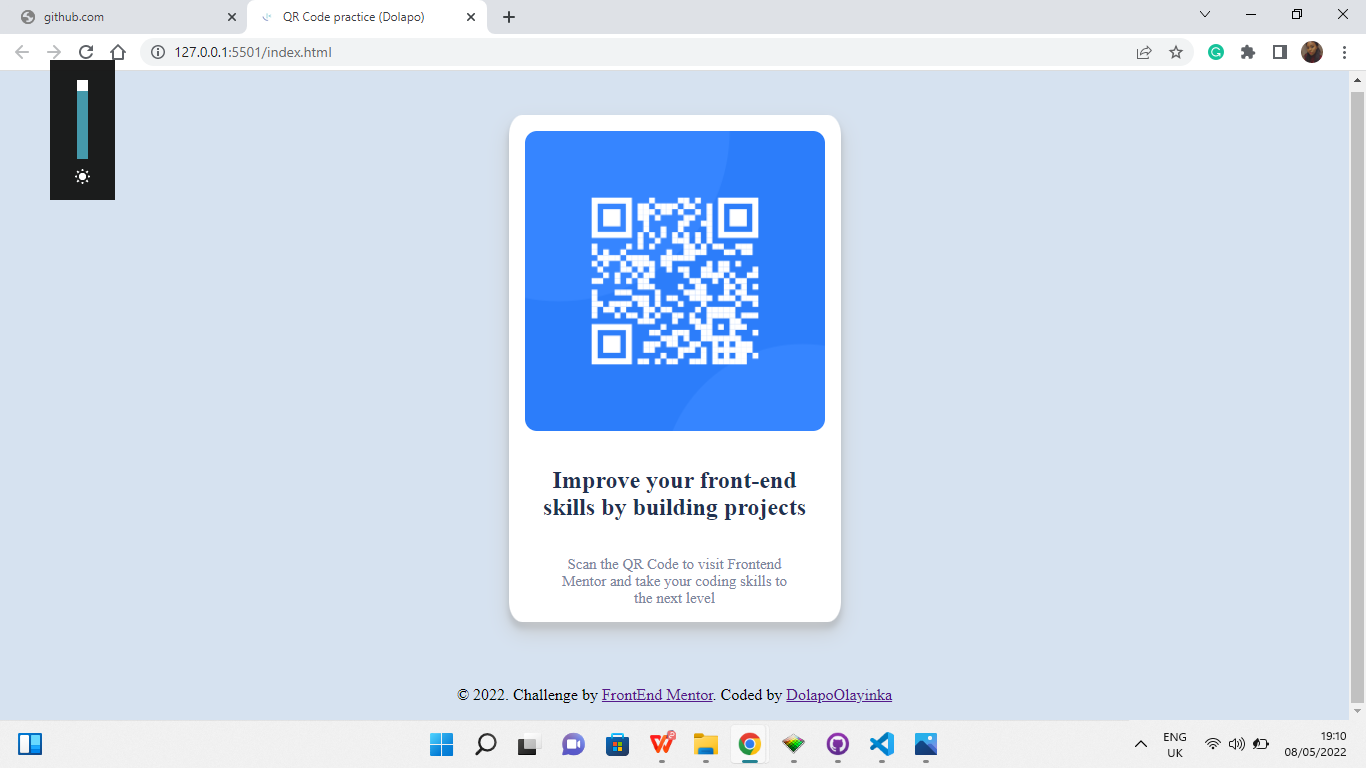 github.com
QR Code practice (Dolapo)
127.0.0.1:5501/index.html
Improve your front-end
skills by building projects
Scan the QR Code to visit Frontend
Mentor and take your coding skills to
the next level
© 2022. Challenge by FrontEnd Mentor. Coded by DolapoOlayinka
ENG
UK
19:10
08/05/2022